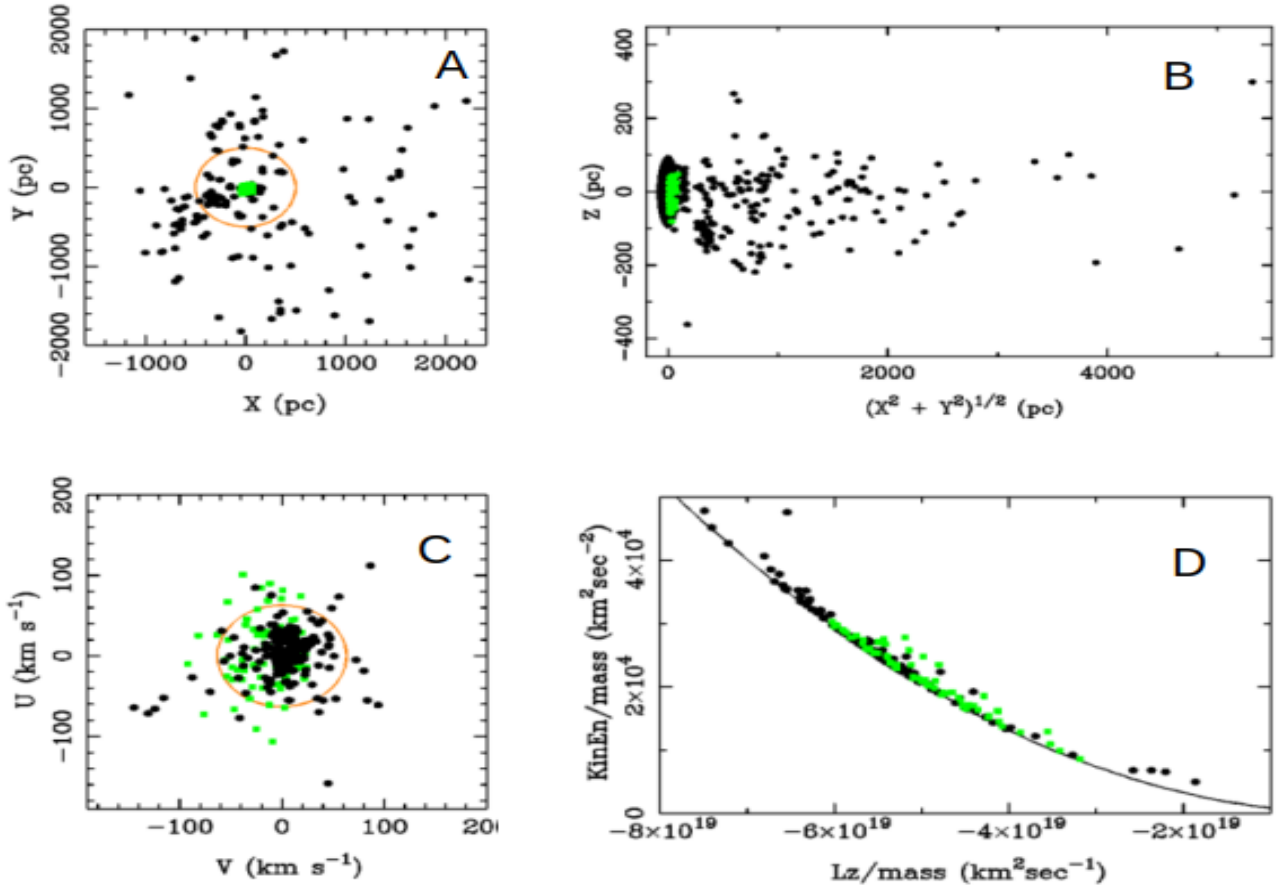 A
2000
1000
0
−1000
−2000
Y (pc)
−1000 0 1000 2000
X (pc)
B
400
200
0
−200
−400
Z (pc)
0 2000 4000
(X² + Y²)^1/2 (pc)
C
200
100
0
−100
U (km s⁻¹)
−100 0 100 200
V (km s⁻¹)
D
4×10⁴
2×10⁴
0
KinEn/mass (km²sec⁻²)
−8×10¹⁹ −6×10¹⁹ −4×10¹⁹ −2×10¹⁹
Lz/mass (km²sec⁻¹)